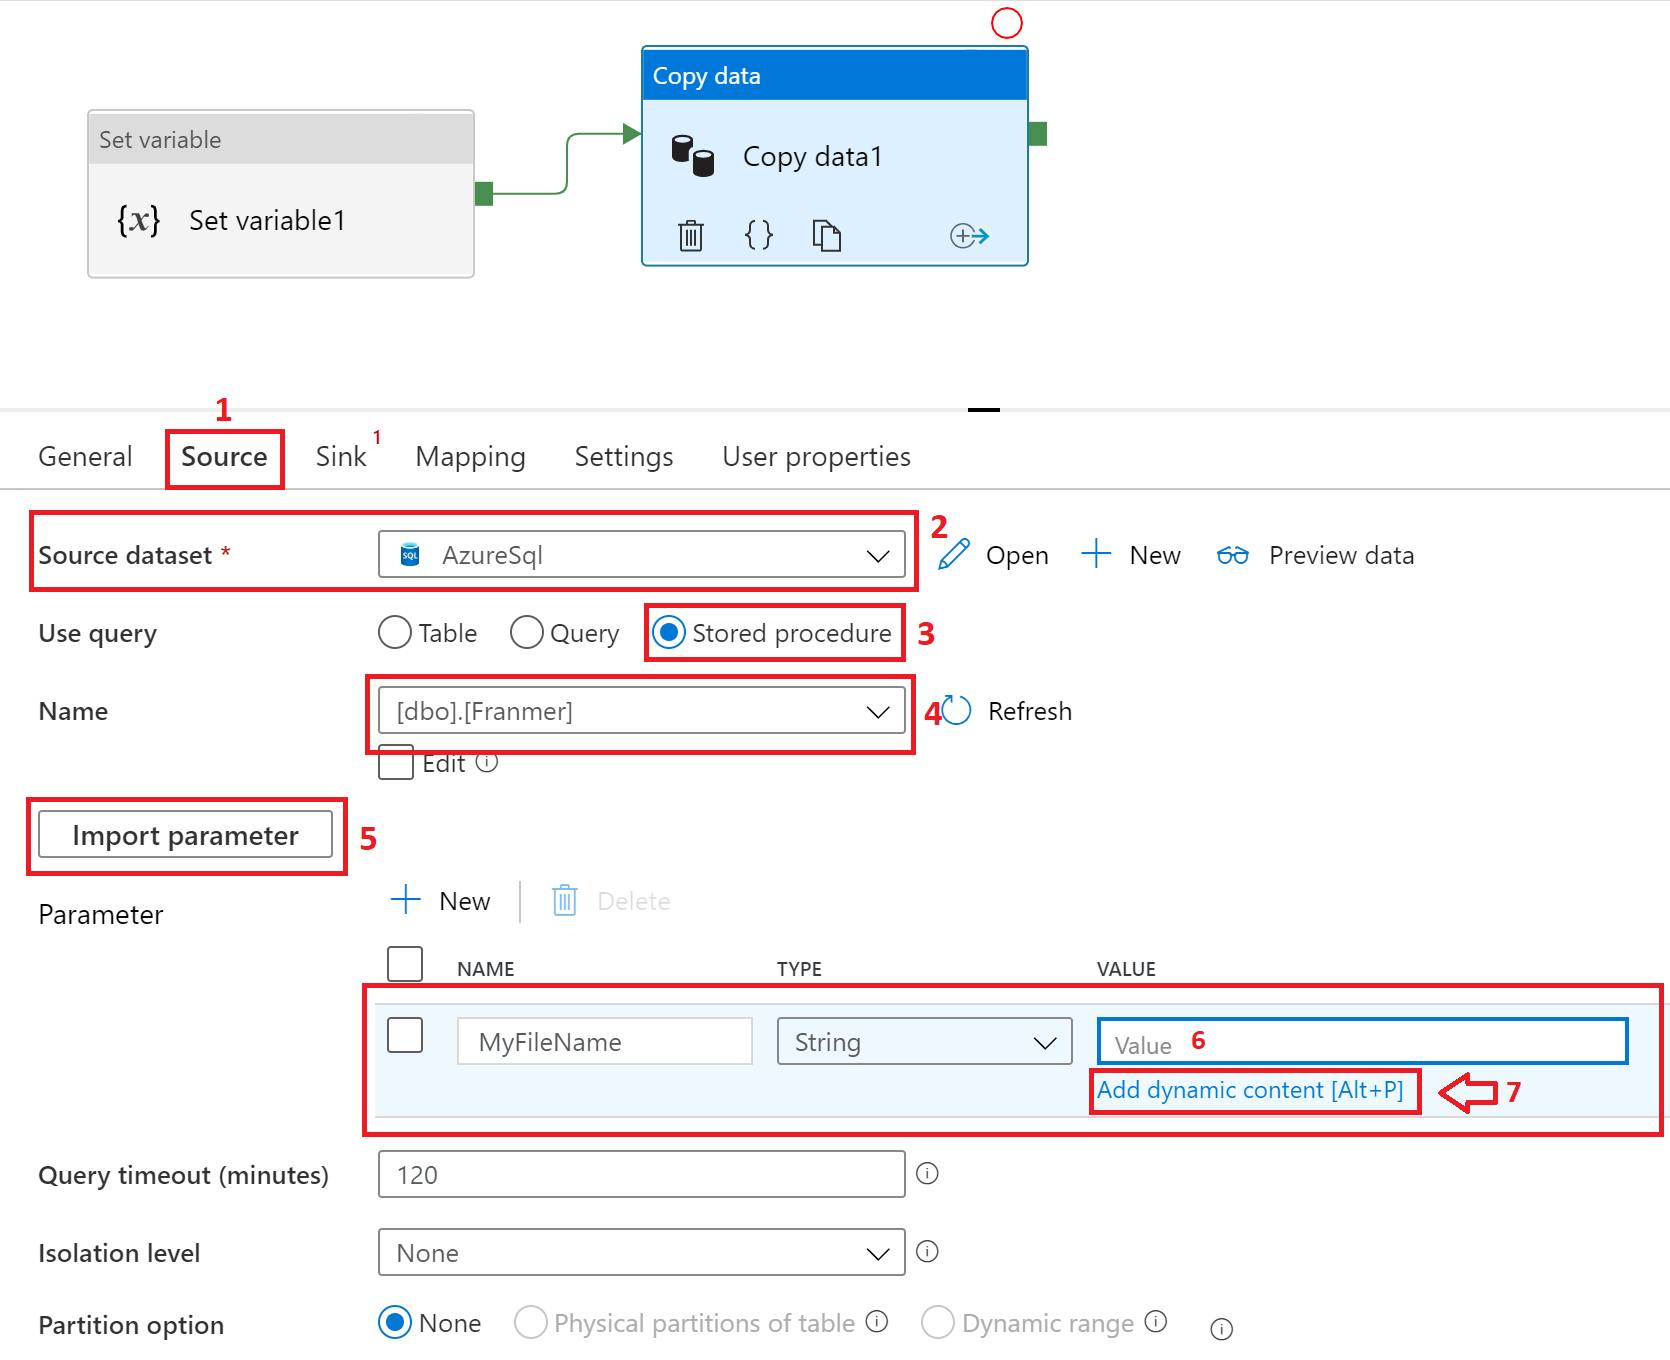 Copy data
Set variable
Copy data1
{x} Set variable1
1
General Source Sink 1 Mapping Settings User properties
Source dataset * SQL AzureSql 2 Open New Preview data
Use query Table Query Stored procedure 3
Name [dbo].[Franmer] 4 Refresh
Edit
Import parameter 5
Parameter New Delete
NAME TYPE VALUE
MyFileName String Value 6
Add dynamic content [Alt+P] 7
Query timeout (minutes) 120
Isolation level None
Partition option None Physical partitions of table Dynamic range